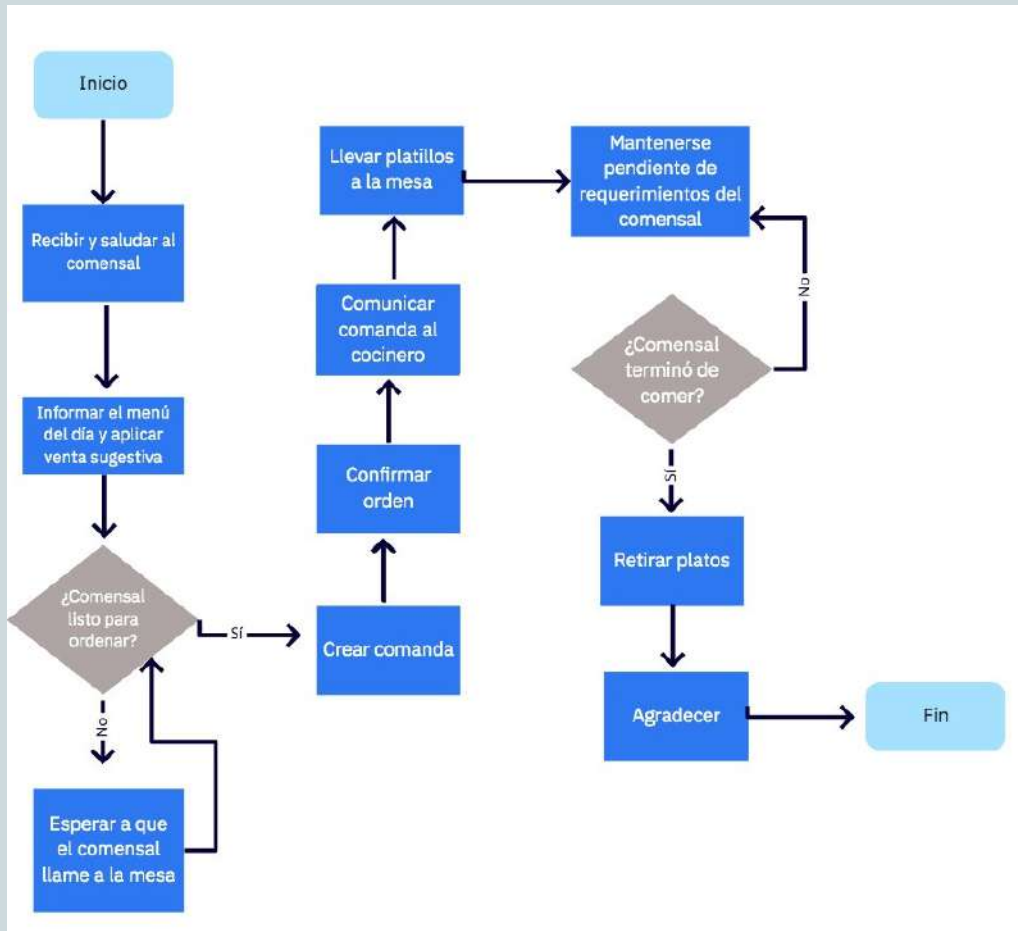 Inicio
Recibir y saludar al
comensal
Informar el menú
del día y aplicar
venta sugestiva
¿Comensal
listo para
ordenar?
No
Esperar a que
el comensal
llame a la mesa
Sí
Crear comanda
Confirmar
orden
Comunicar
comanda al
cocinero
Llevar platillos
a la mesa
Mantenerse
pendiente de
requerimientos del
comensal
No
¿Comensal
terminó de
comer?
Sí
Retirar platos
Agradecer
Fin